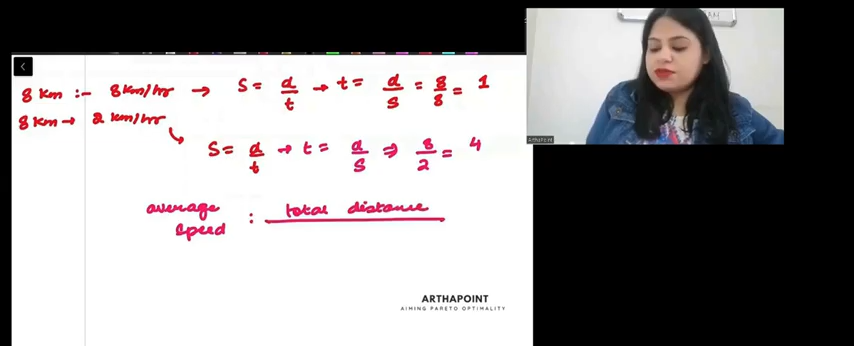 8 km :- 8 km/hr → S = d/t → t = d/s = 8/8 = 1
8 km → 2 km/hr
S = d/t → t = d/s ⇒ 8/2 = 4
average speed : total distance
ARTHAPOINT
AIMING PARETO OPTIMALITY
ArthaPoint